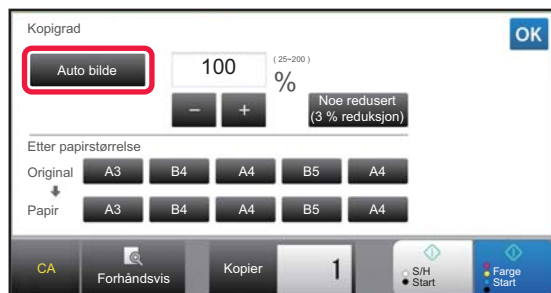 Kopigrad
OK
Auto bilde
100
(25~200)
%
−
+
Noe redusert
(3 % reduksjon)
Etter papirstørrelse
Original
A3
B4
A4
B5
A4
Papir
A3
B4
A4
B5
A4
CA
Forhåndsvis
Kopier
1
S/H
Start
Farge
Start